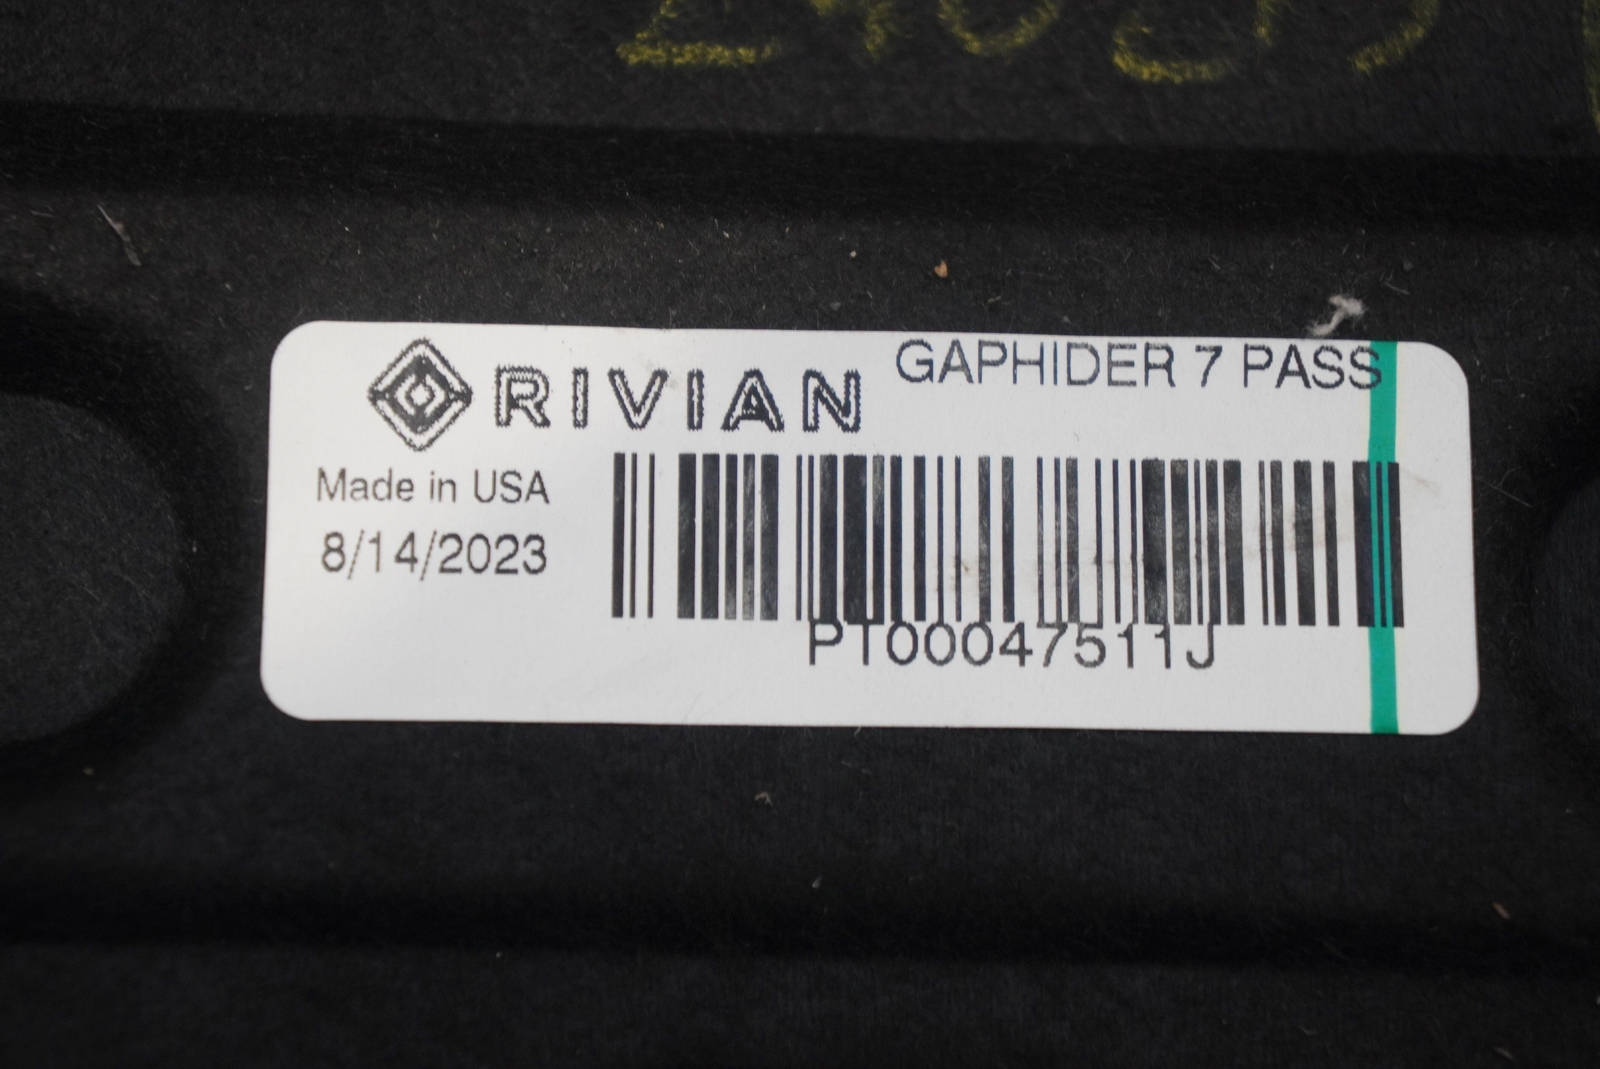 RIVIAN
GAPHIDER 7 PASS
Made in USA
8/14/2023
PT00047511J